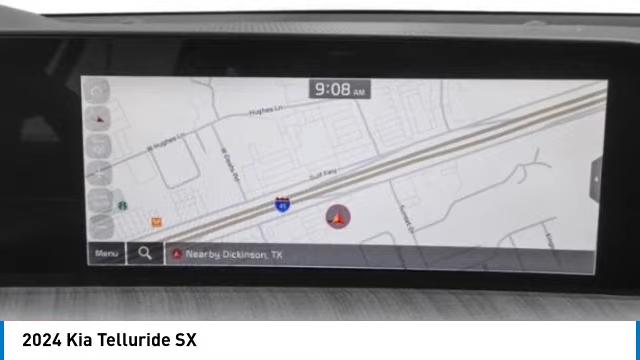 9:08 AM
Hughes Ln
W Hughes Ln
Gulf Fwy
45
Menu
Nearby Dickinson, TX
2024 Kia Telluride SX